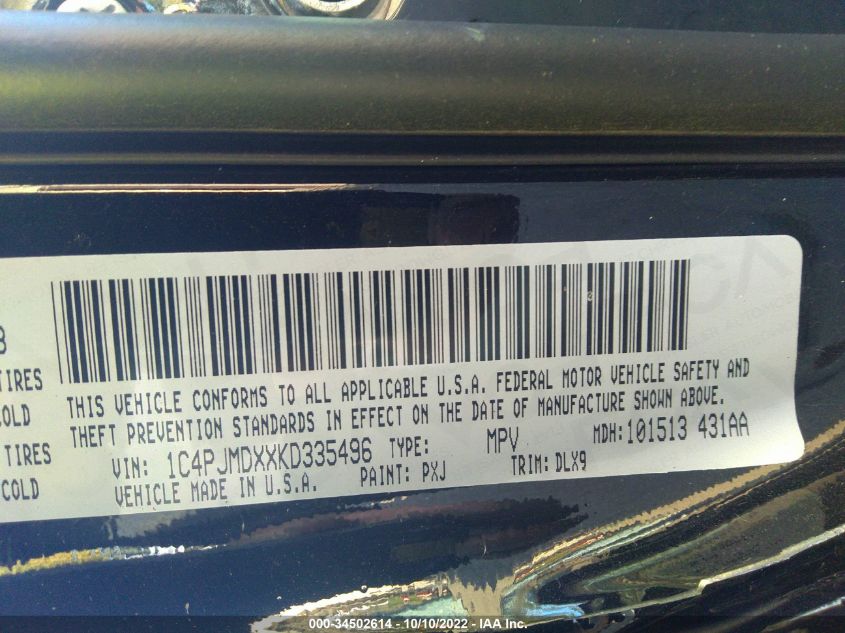 3
TIRES
COLD
TIRES
COLD
THIS VEHICLE CONFORMS TO ALL APPLICABLE U.S.A. FEDERAL MOTOR VEHICLE SAFETY AND
THEFT PREVENTION STANDARDS IN EFFECT ON THE DATE OF MANUFACTURE SHOWN ABOVE.
VIN: 1C4PJMDXXKD335496 TYPE: MPV MDH:101513 431AA
VEHICLE MADE IN U.S.A. PAINT: PXJ TRIM: DLX9
000-34502614 - 10/10/2022 - IAA Inc.